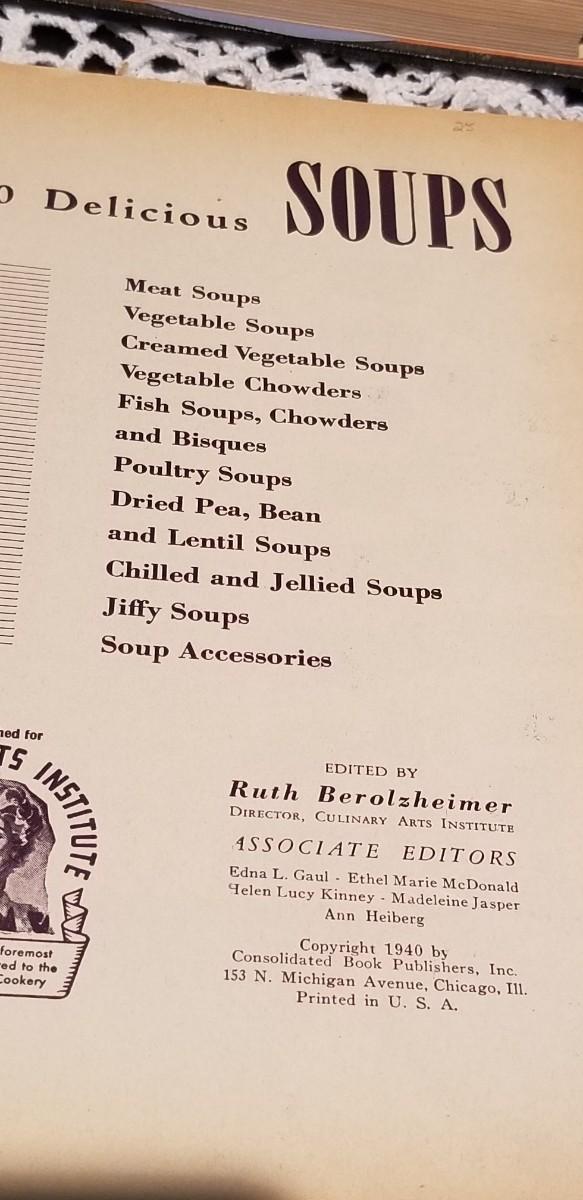 25
0 Delicious SOUPS
Meat Soups
Vegetable Soups
Creamed Vegetable Soups
Vegetable Chowders
Fish Soups, Chowders
and Bisques
Poultry Soups
Dried Pea, Bean
and Lentil Soups
Chilled and Jellied Soups
Jiffy Soups
Soup Accessories
ned for
TS INSTITUTE
foremost
ed to the
Cookery
EDITED BY
Ruth Berolzheimer
DIRECTOR, CULINARY ARTS INSTITUTE
ASSOCIATE EDITORS
Edna L. Gaul - Ethel Marie McDonald
Helen Lucy Kinney - Madeleine Jasper
Ann Heiberg
Copyright 1940 by
Consolidated Book Publishers, Inc.
153 N. Michigan Avenue, Chicago, Ill.
Printed in U. S. A.